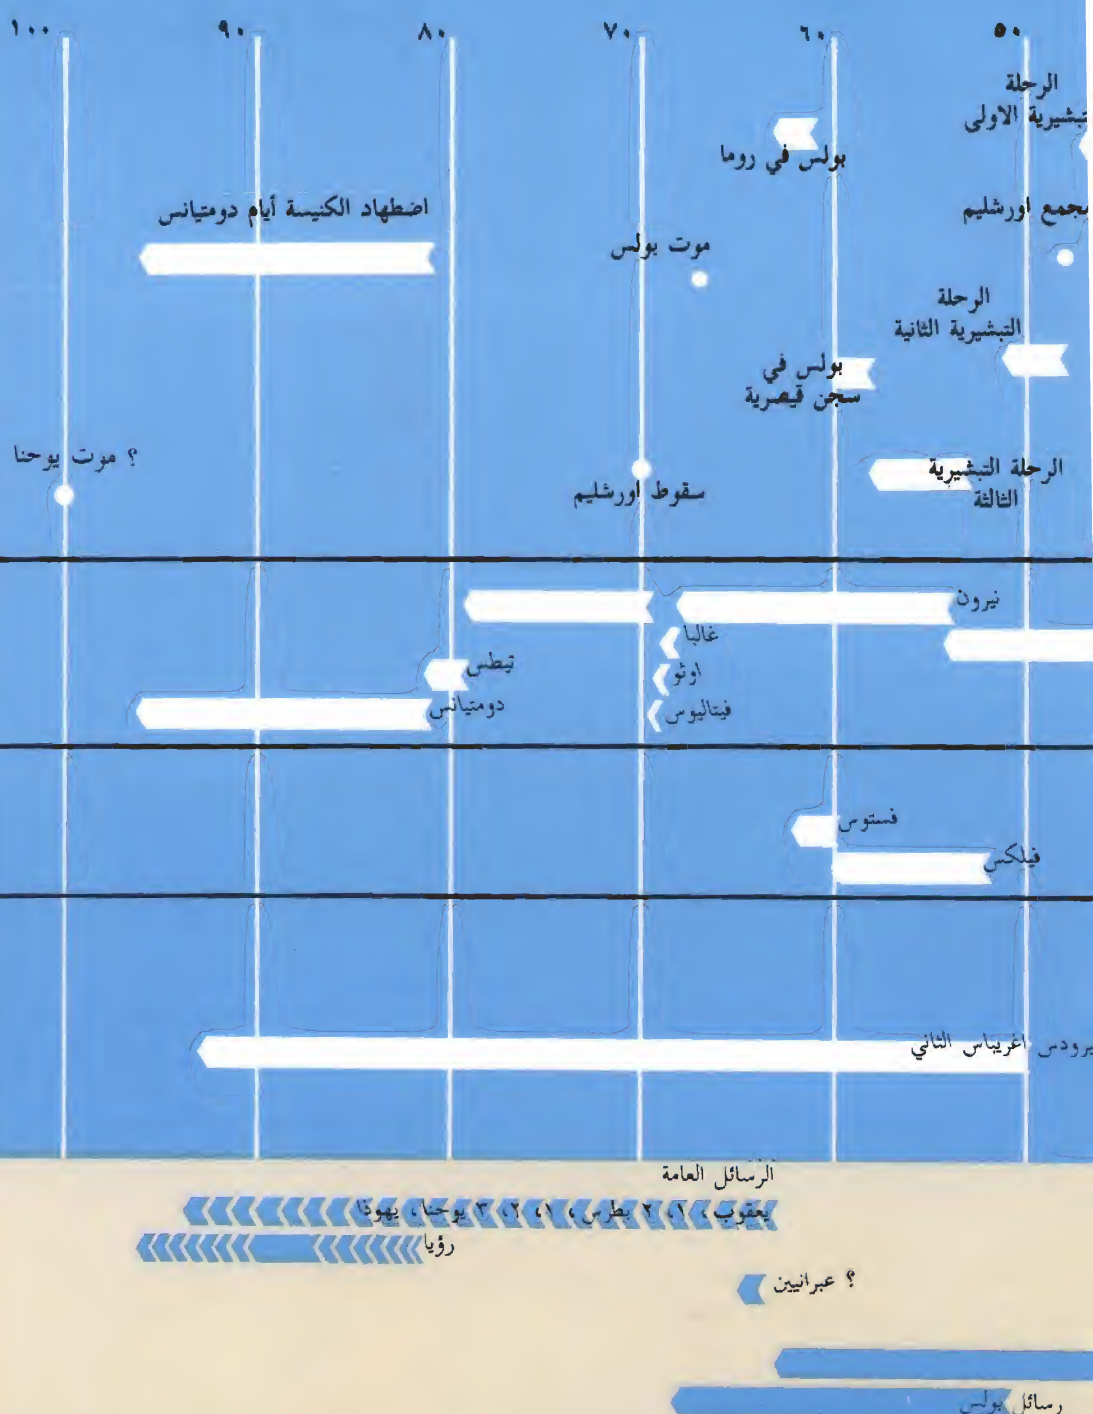 ٥٠ ٦٠ ٧٠ ٨٠ ٩٠ ١٠٠
الرحلة
تبشيرية الاولى
بولس في روما
مجمع اورشليم
اضطهاد الكنيسة أيام دومتيانس
موت بولس
الرحلة
التبشيرية الثانية
بولس في
سجن قيصرية
الرحلة التبشيرية
الثالثة
سقوط اورشليم
؟ موت يوحنا
نيرون
غالبا
اوثو
فيتاليوس
تيطس
دومتيانس
فستوس
فيلكس
يرودس اغريباس الثاني
الرسائل العامة
يعقوب، ١، ٢ بطرس، ١، ٢، ٣ يوحنا، يهوذا
رؤيا
؟ عبرانيين
رسائل بولس